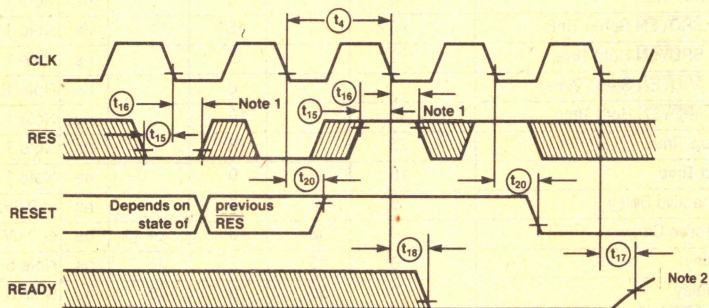 t4
CLK
t16
Note 1
t16
t15
Note 1
t15
RES
t20
t20
RESET
Depends on previous
state of RES
t18
t17
Note 2
READY